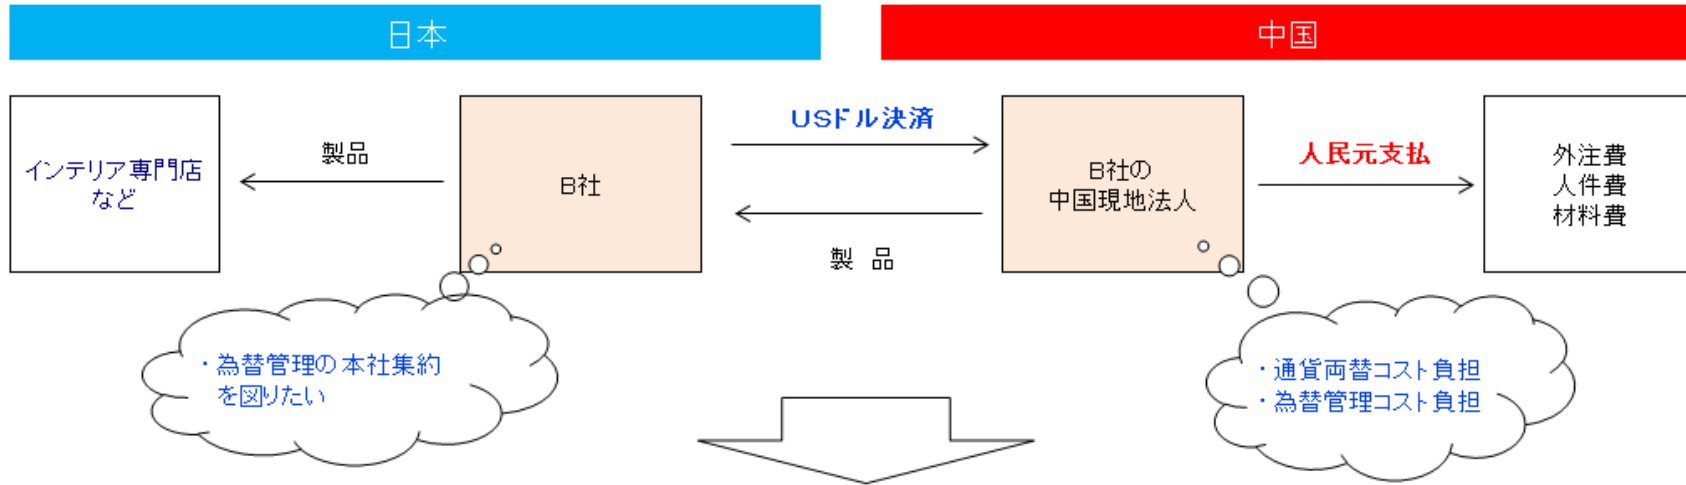 日本
中国
インテリア専門店
など
製品
B社
USドル決済
製 品
B社の
中国現地法人
人民元支払
外注費
人件費
材料費
・為替管理の本社集約
を図りたい
・通貨両替コスト負担
・為替管理コスト負担